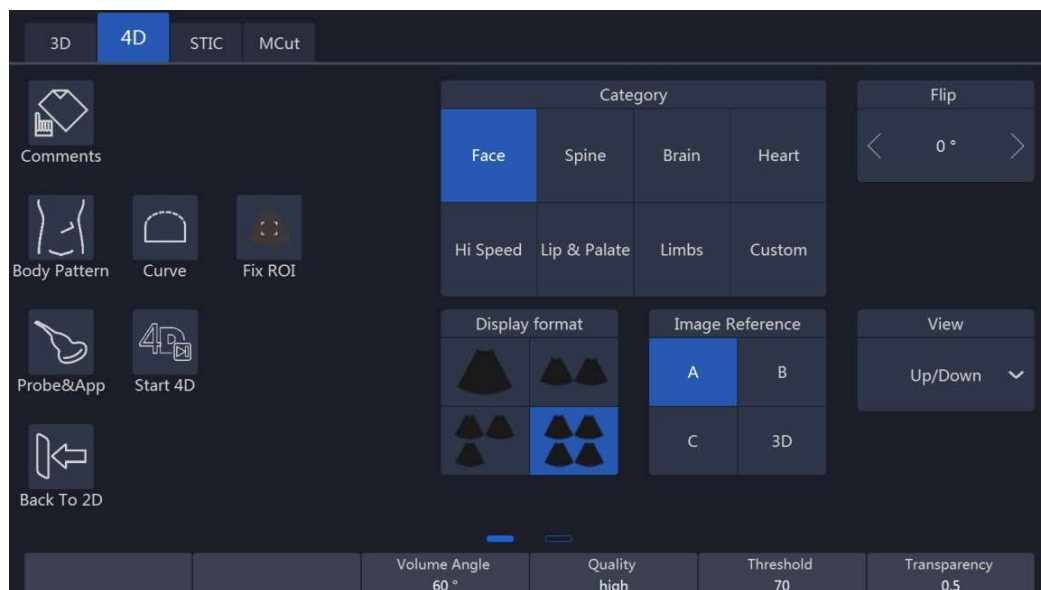 3D 4D STIC MCut
Comments
Body Pattern Curve Fix ROI
Probe&App Start 4D
Back To 2D
Category
Face Spine Brain Heart
Hi Speed Lip & Palate Limbs Custom
Flip
0 °
Display format
Image Reference
A B
C 3D
View
Up/Down
Volume Angle
60 °
Quality
high
Threshold
70
Transparency
0.5